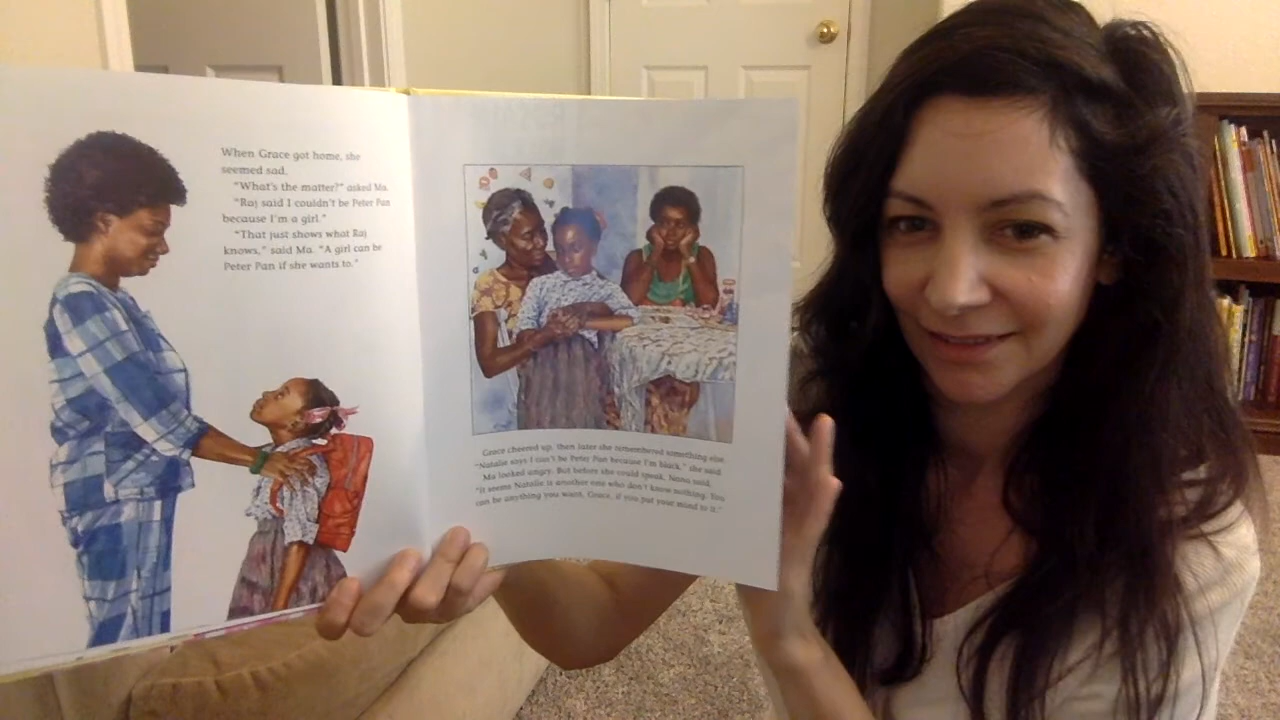 When Grace got home, she
seemed sad.
"What's the matter?" asked Ma.
"Raj said I couldn't be Peter Pan
because I'm a girl."
"That just shows what Raj
knows," said Ma. "A girl can be
Peter Pan if she wants to."
Grace cheered up, then later she remembered something else.
"Natalie says I can't be Peter Pan because I'm black," she said.
Ma looked angry. But before she could speak, Nana said,
"It seems Natalie is another one who don't know nothing. You
can be anything you want, Grace, if you put your mind to it."